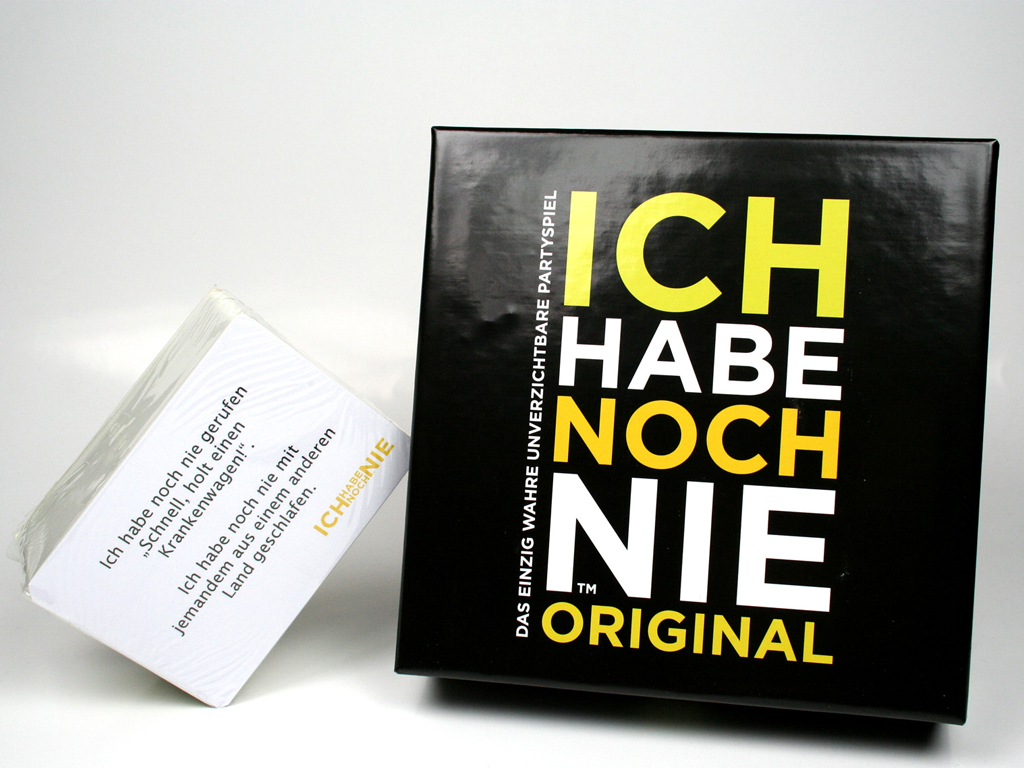 Ich habe noch nie gerufen
„Schnell, holt einen
Krankenwagen!“.
Ich habe noch nie mit
jemandem aus einem anderen
Land geschlafen.
ICH HABE NOCH NIE
DAS EINZIG WAHRE UNVERZICHTBARE PARTYSPIEL
ICH
HABE
NOCH
NIE
TM
ORIGINAL